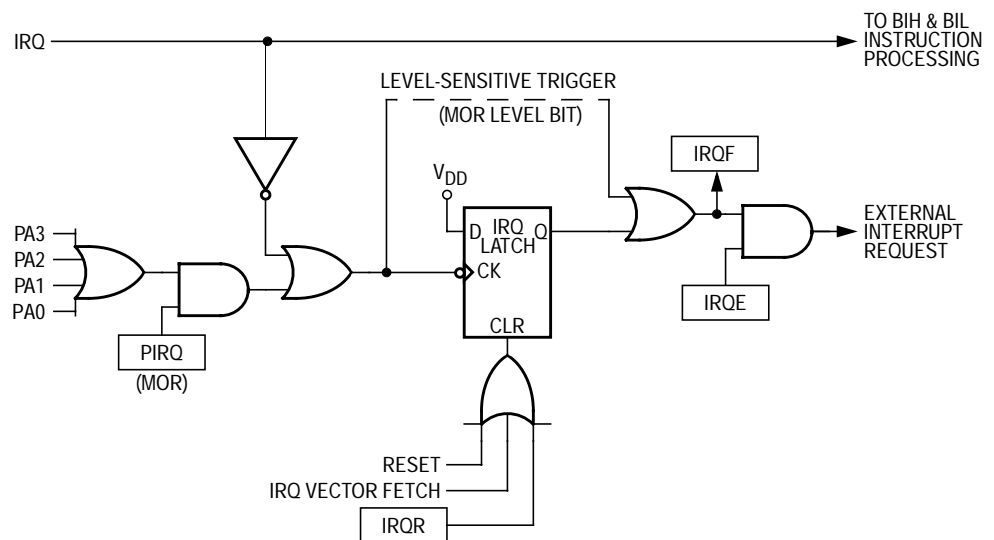 IRQ
TO BIH & BIL
INSTRUCTION
PROCESSING
LEVEL-SENSITIVE TRIGGER
(MOR LEVEL BIT)
VDD
IRQF
PA3
PA2
PA1
PA0
D IRQ Q
LATCH
CK
CLR
EXTERNAL
INTERRUPT
REQUEST
IRQE
PIRQ
(MOR)
RESET
IRQ VECTOR FETCH
IRQR